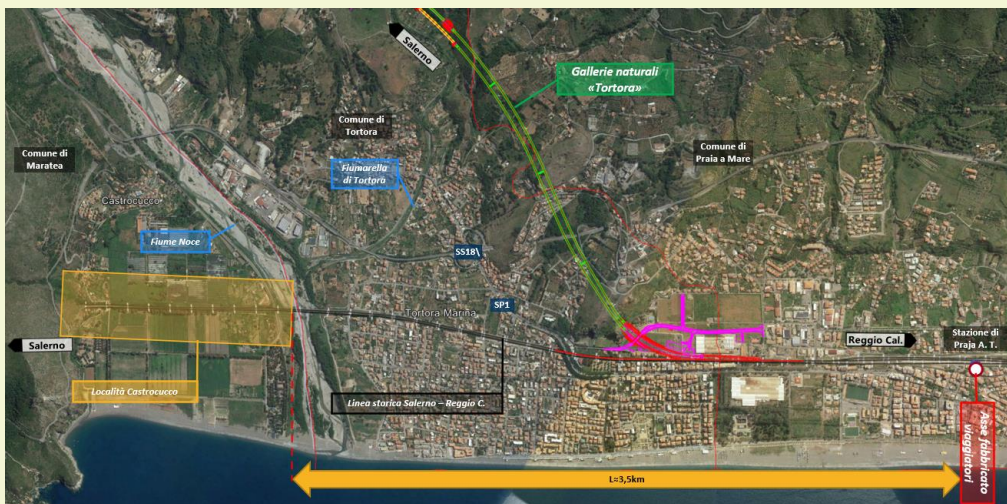 Salerno
Gallerie naturali
«Tortora»
Comune di
Tortora
Comune di
Maratea
Comune di
Praia a Mare
Fiumarella
di Tortora
Castrocucco
Fiume Noce
SS18\
SP1
Tortora Marina
Salerno
Reggio Cal.
Stazione di
Praja A. T.
Località Castrocucco
Linea storica Salerno – Reggio C.
Asse fabbricato
viaggiatori
L=3,5km